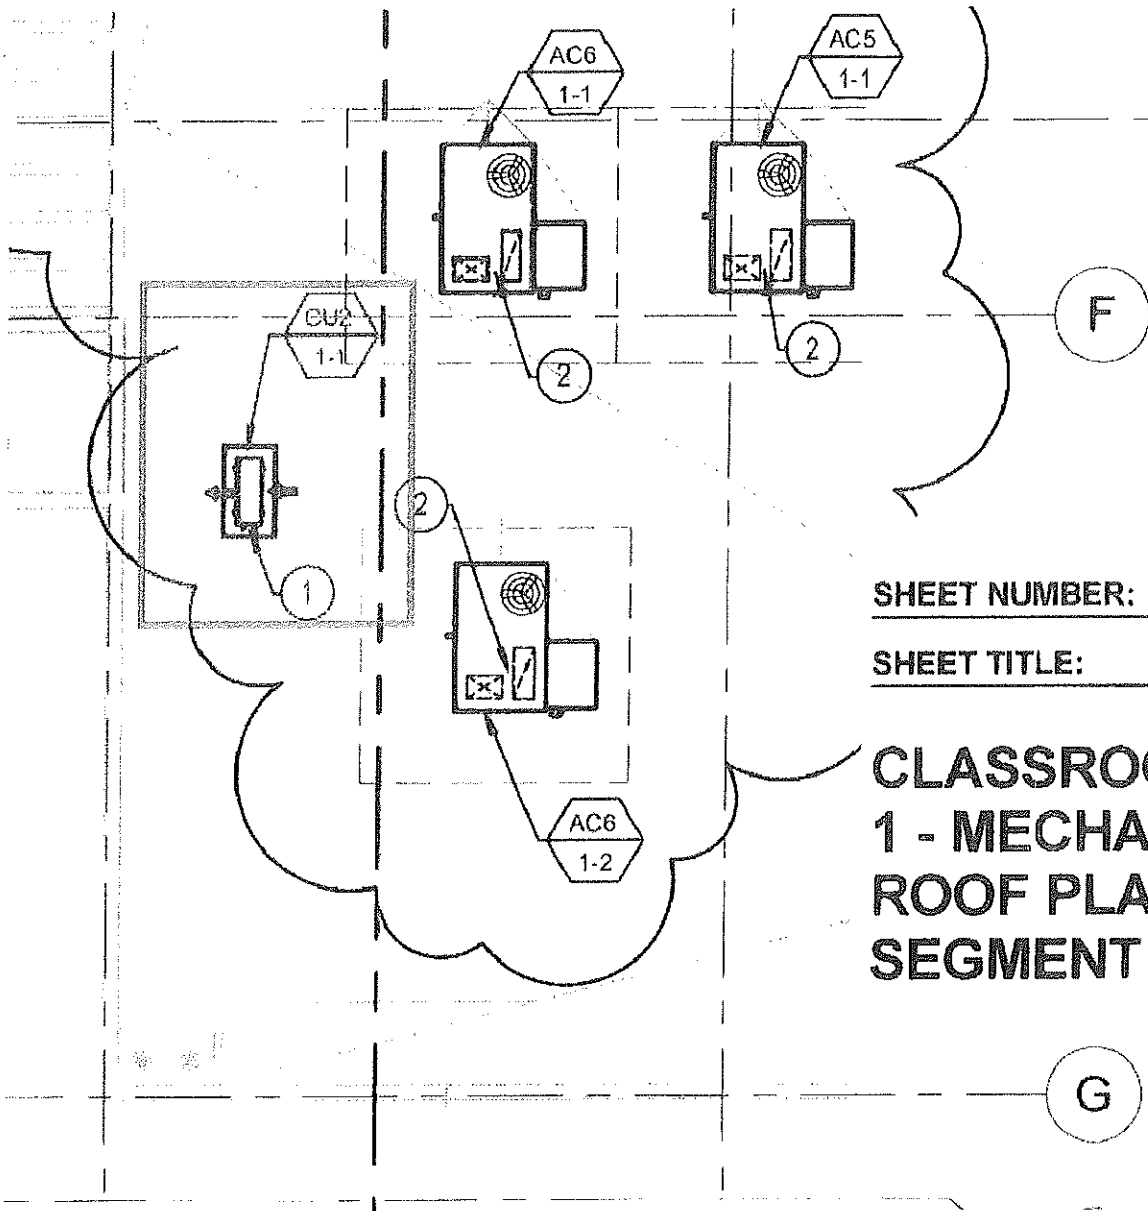 AC6
1-1
AC5
1-1
F
CU2
1-1
2
2
2
1
SHEET NUMBER:
SHEET TITLE:
AC6
1-2
CLASSROO
1 - MECHA
ROOF PLA
SEGMENT
G